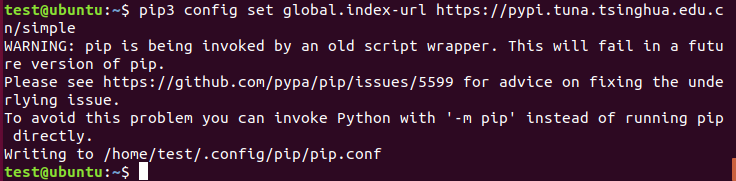 test@ubuntu:~$ pip3 config set global.index-url https://pypi.tuna.tsinghua.edu.c
n/simple
WARNING: pip is being invoked by an old script wrapper. This will fail in a futu
re version of pip.
Please see https://github.com/pypa/pip/issues/5599 for advice on fixing the unde
rlying issue.
To avoid this problem you can invoke Python with '-m pip' instead of running pip
 directly.
Writing to /home/test/.config/pip/pip.conf
test@ubuntu:~$